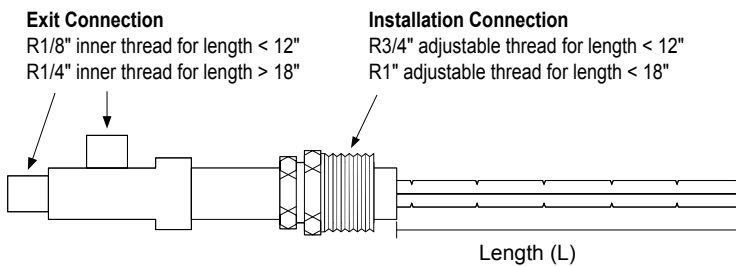 Exit Connection
R1/8" inner thread for length < 12"
R1/4" inner thread for length > 18"
Installation Connection
R3/4" adjustable thread for length < 12"
R1" adjustable thread for length < 18"
Length (L)